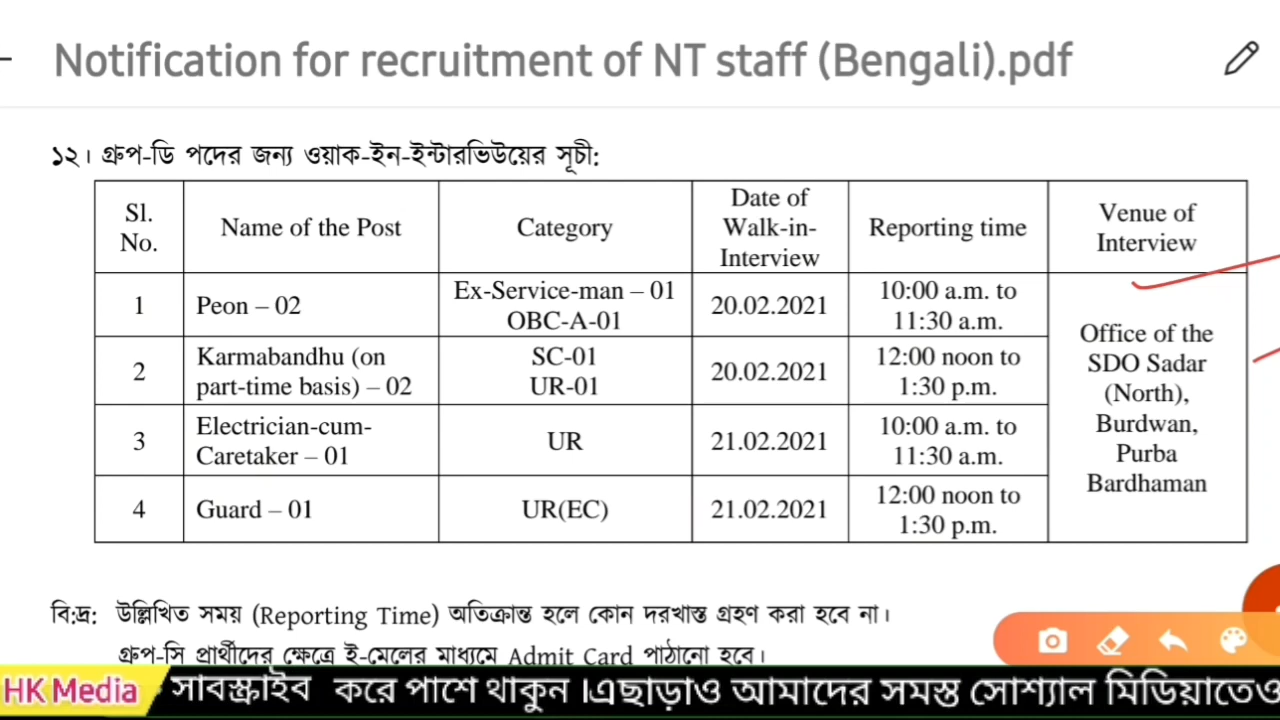 Notification for recruitment of NT staff (Bengali).pdf
১২। গ্রুপ-ডি পদের জন্য ওয়াক-ইন-ইন্টারভিউয়ের সূচী:
Sl. No. Name of the Post Category Date of Walk-in-Interview Reporting time Venue of Interview
1 Peon – 02 Ex-Service-man – 01 OBC-A-01 20.02.2021 10:00 a.m. to 11:30 a.m. Office of the SDO Sadar (North), Burdwan, Purba Bardhaman
2 Karmabandhu (on part-time basis) – 02 SC-01 UR-01 20.02.2021 12:00 noon to 1:30 p.m.
3 Electrician-cum-Caretaker – 01 UR 21.02.2021 10:00 a.m. to 11:30 a.m.
4 Guard – 01 UR(EC) 21.02.2021 12:00 noon to 1:30 p.m.
বি:দ্র: উল্লিখিত সময় (Reporting Time) অতিক্রান্ত হলে কোন দরখাস্ত গ্রহণ করা হবে না।
গ্রুপ-সি প্রার্থীদের ক্ষেত্রে ই-মেলের মাধ্যমে Admit Card পাঠানো হবে।
HK Media সাবস্ক্রাইব করে পাশে থাকুন ।এছাড়াও আমাদের সমস্ত সোশ্যাল মিডিয়াতেও